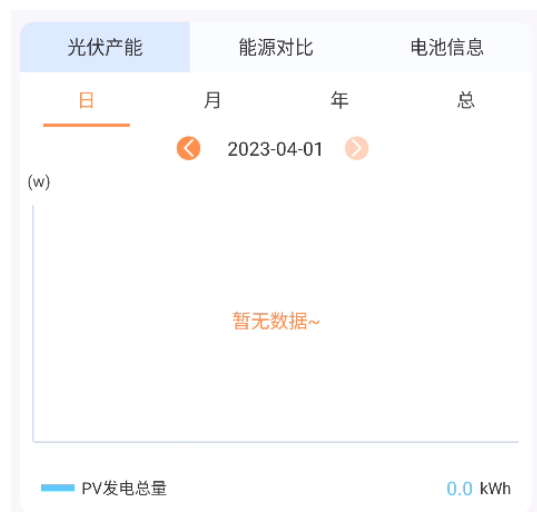 光伏产能 能源对比 电池信息
日 月 年 总
2023-04-01
(w)
暂无数据~
PV发电总量 0.0 kWh